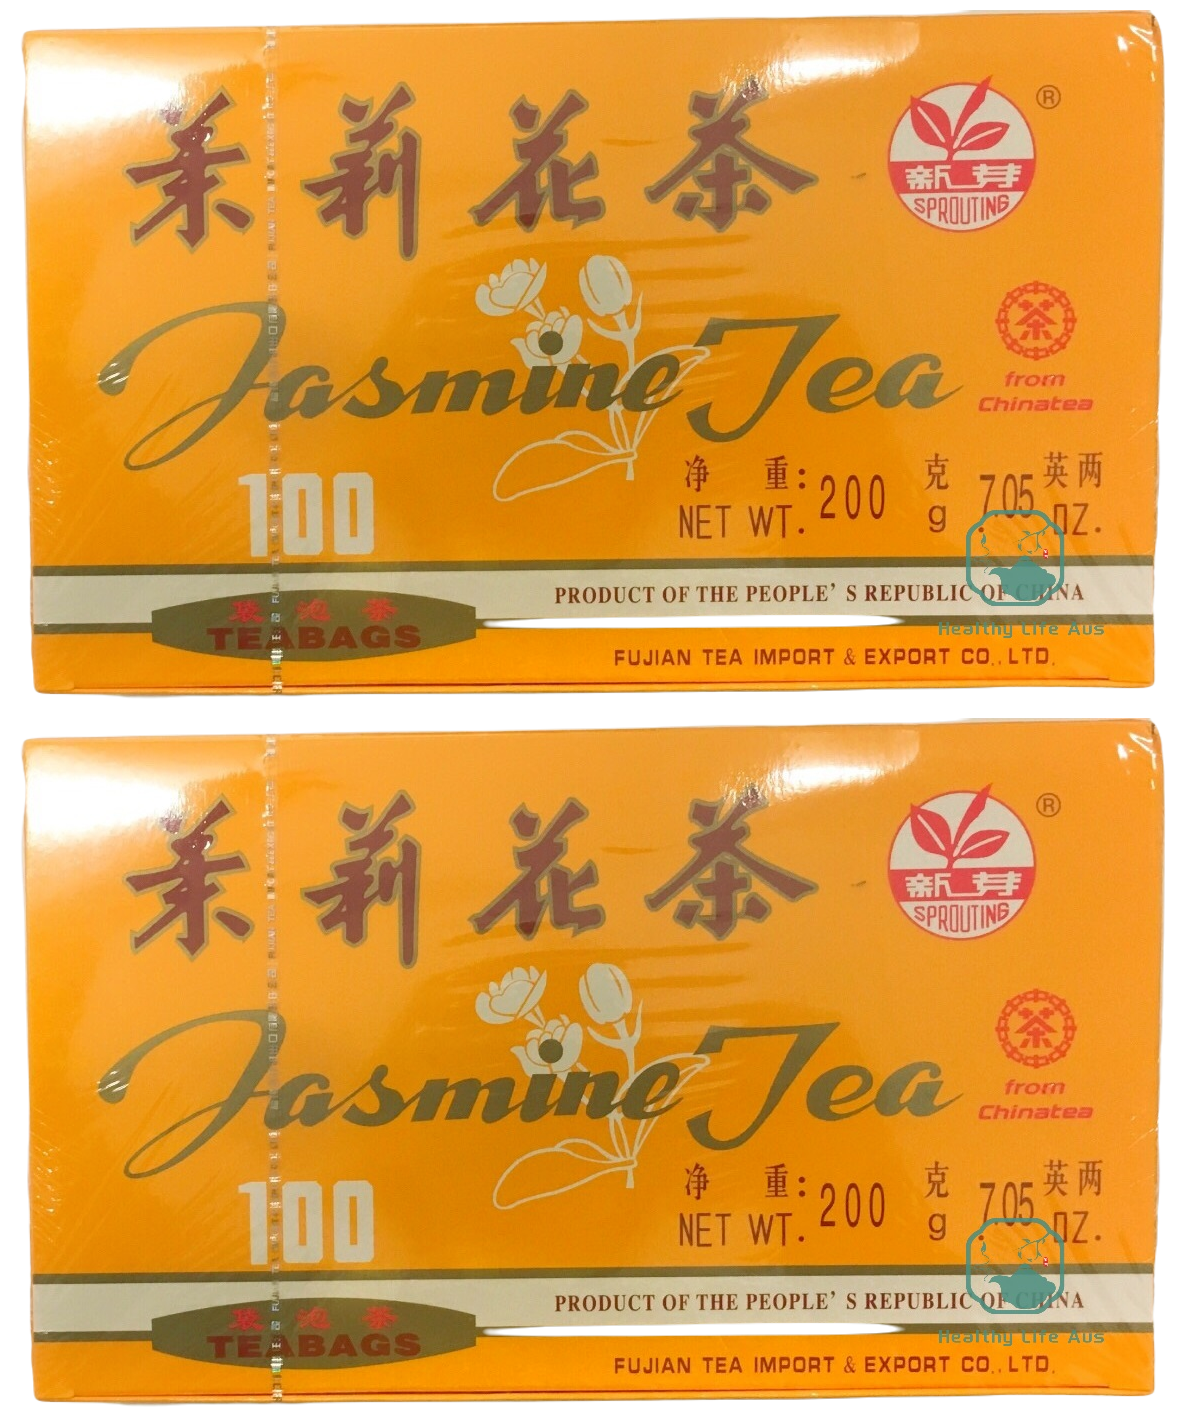 茉莉花茶
®
新芽
SPROUTING
茶
from
Chinatea
Jasmine Tea
100
净 重: 200 克 7.05 英两
NET WT. 200 g 7.05 OZ.
PRODUCT OF THE PEOPLE'S REPUBLIC OF CHINA
袋泡茶
TEABAGS
FUJIAN TEA IMPORT & EXPORT CO., LTD.
Healthy Life Aus
茉莉花茶
®
新芽
SPROUTING
茶
from
Chinatea
Jasmine Tea
100
净 重: 200 克 7.05 英两
NET WT. 200 g 7.05 OZ.
PRODUCT OF THE PEOPLE'S REPUBLIC OF CHINA
袋泡茶
TEABAGS
FUJIAN TEA IMPORT & EXPORT CO., LTD.
Healthy Life Aus